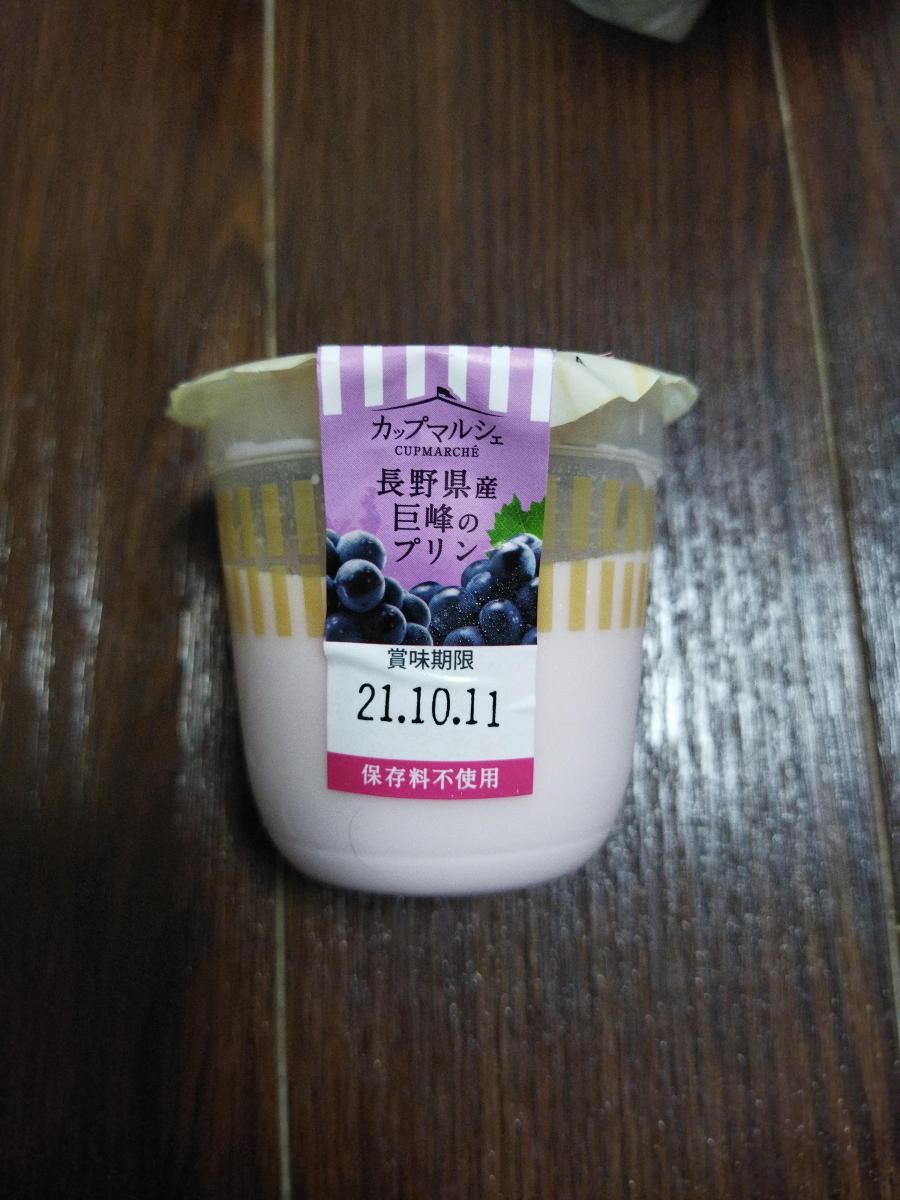 カップマルシェ
CUPMARCHÉ
長野県産
巨峰の
プリン
賞味期限
21.10.11
保存料不使用